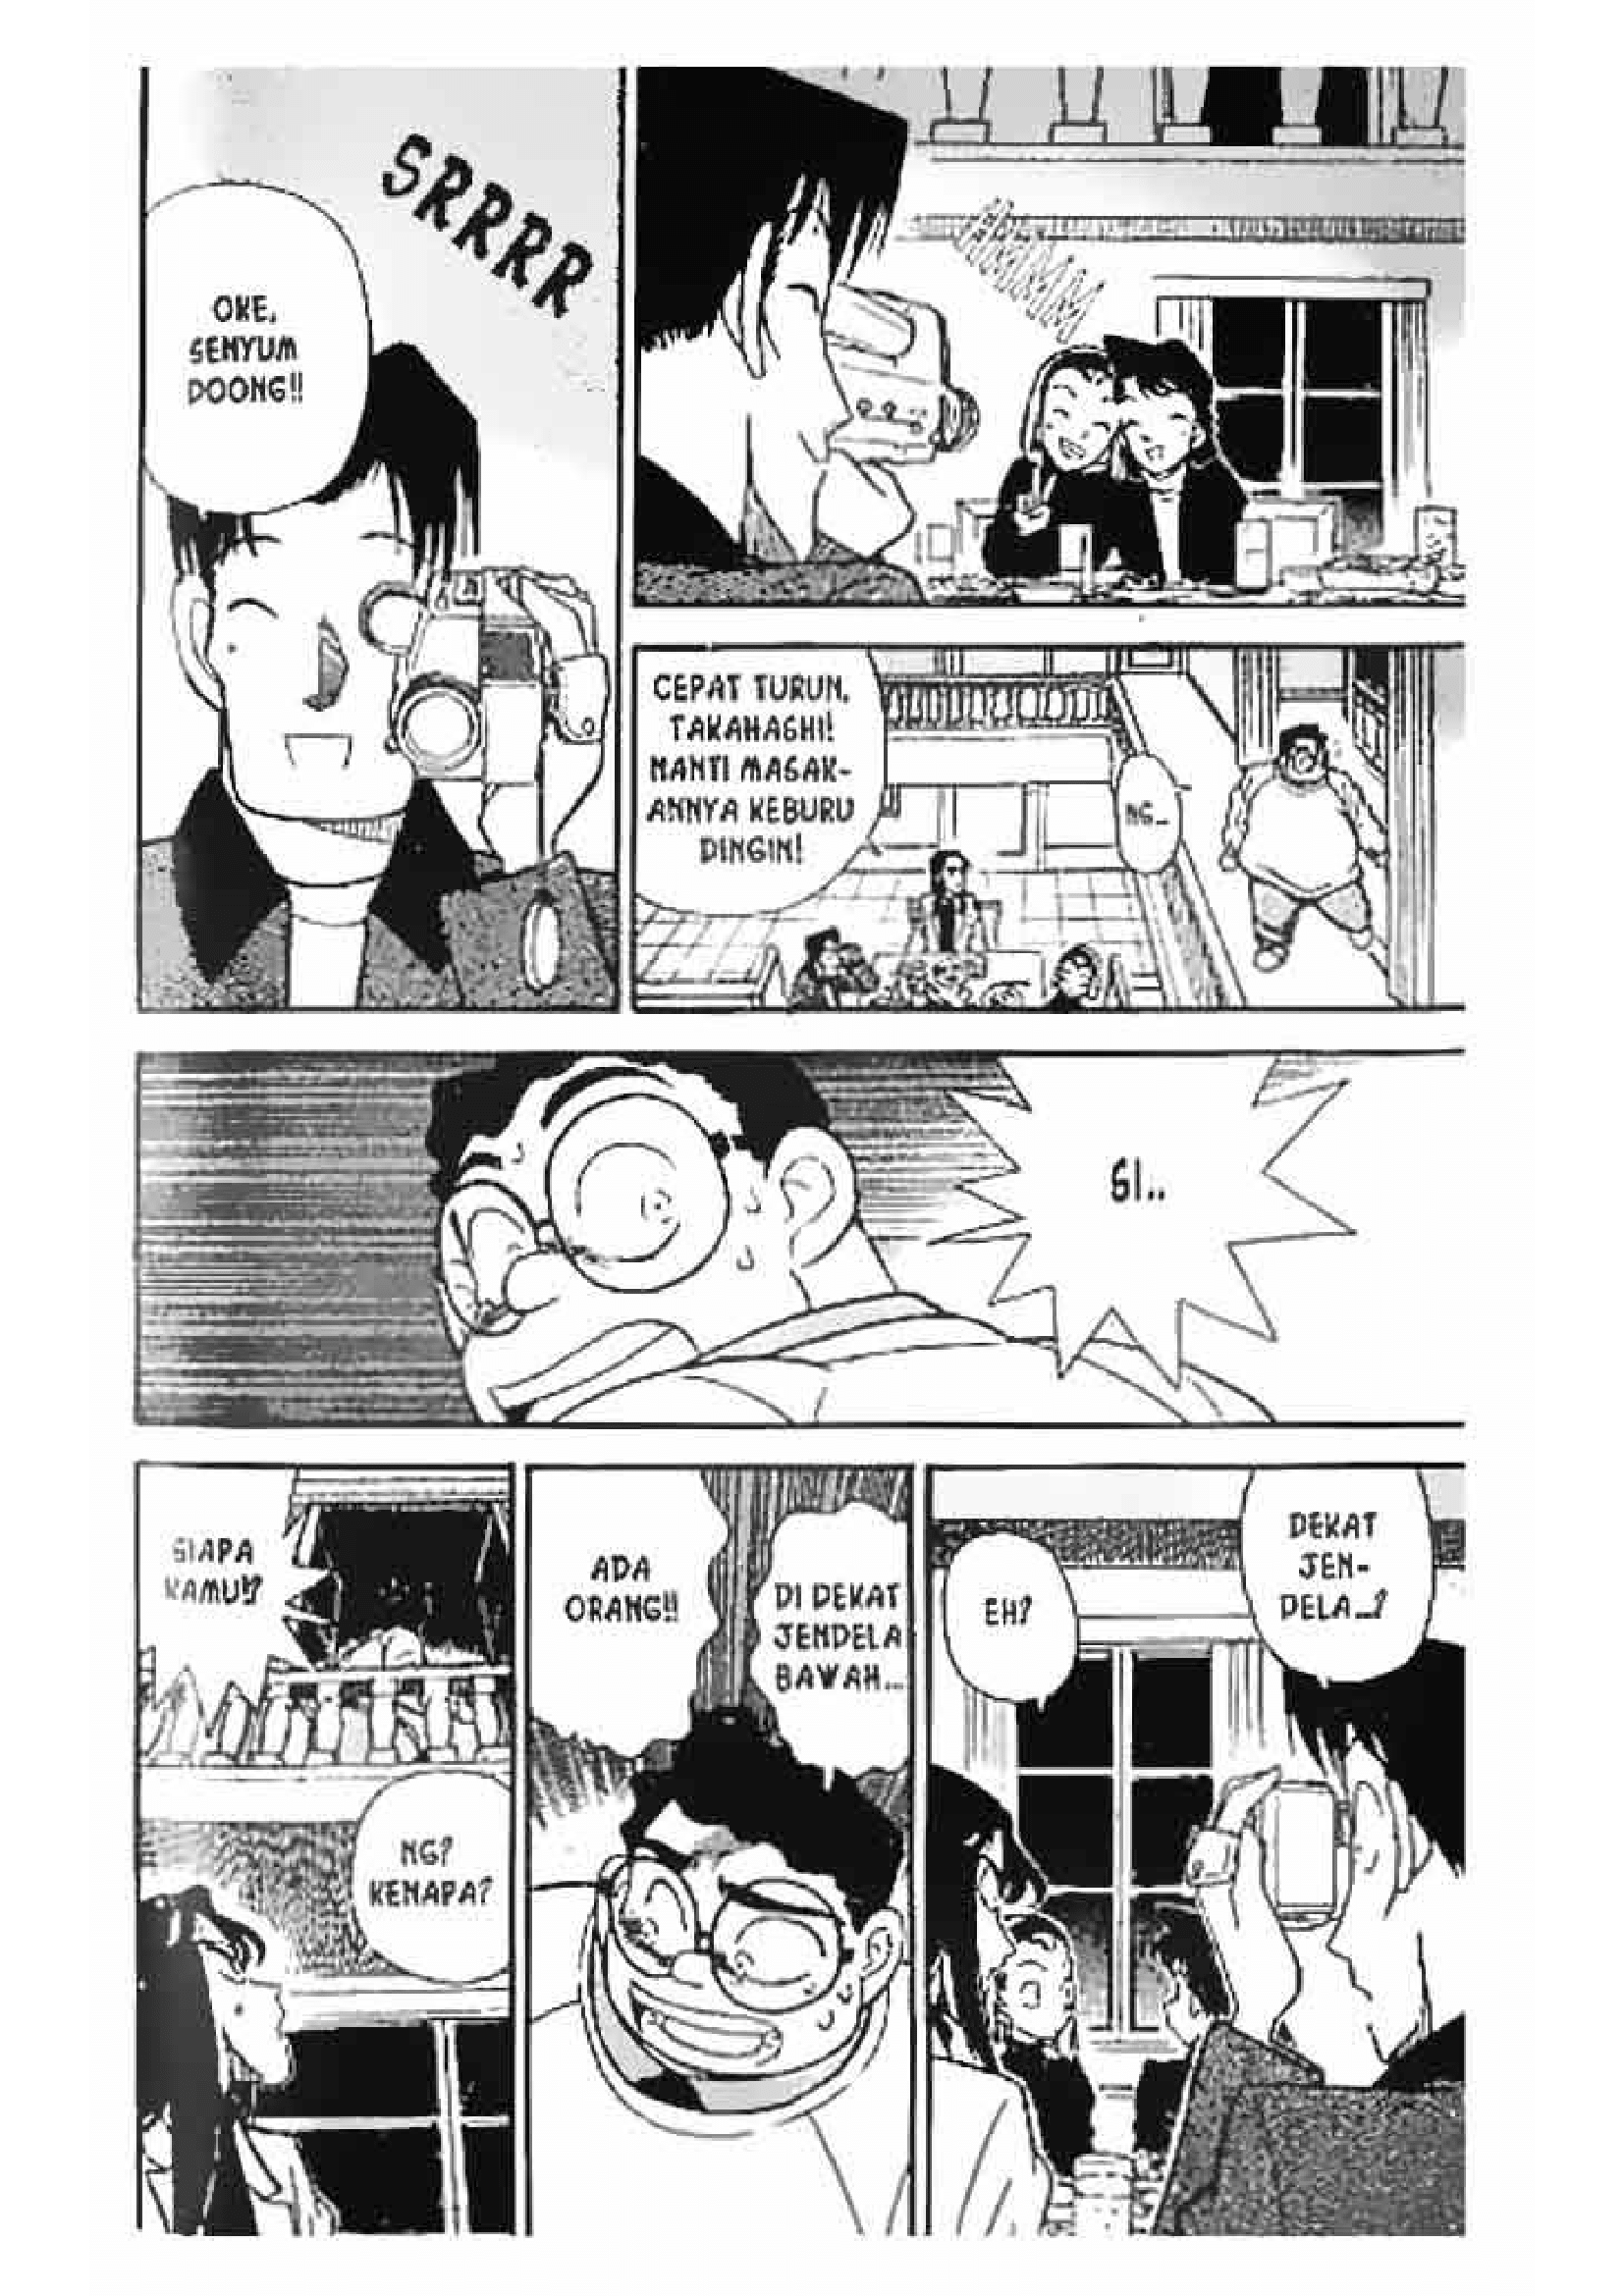 SRRRR
OKE,
SENYUM
DOONG!!
HMMM
CEPAT TURUN,
TAKAHASHI!
NANTI MASAK-
ANNYA KEBURU
DINGIN!
NG...
SI..
SIAPA
KAMU!?
NG?
KENAPA?
ADA
ORANG!!
DI DEKAT
JENDELA
BAWAH...
EH?
DEKAT
JEN-
DELA...?